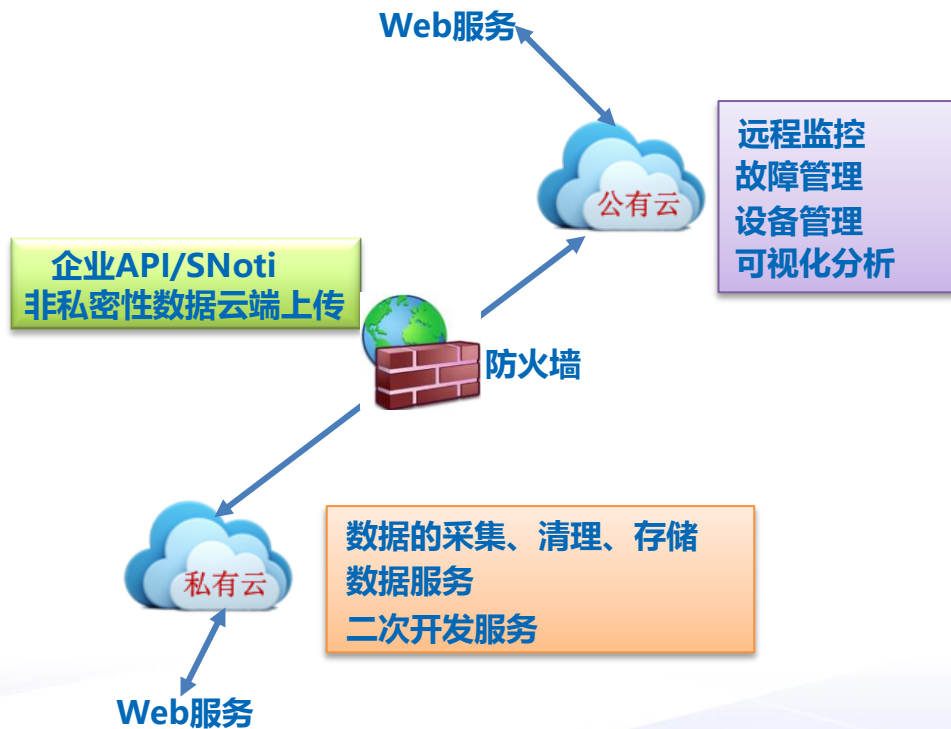 Web服务
公有云
远程监控
故障管理
设备管理
可视化分析
企业API/SNoti
非私密性数据云端上传
防火墙
私有云
数据的采集、清理、存储
数据服务
二次开发服务
Web服务